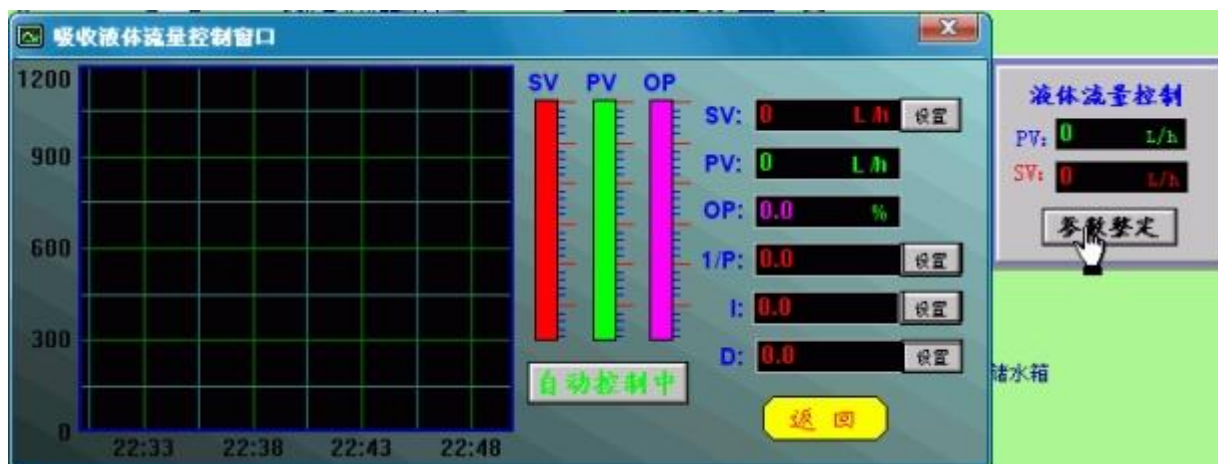 吸收液体流量控制窗口
1200
900
600
300
0
22:33 22:38 22:43 22:48
SV PV OP
SV: 0 L/h 设置
PV: 0 L/h
OP: 0.0 %
1/P: 0.0 设置
I: 0.0 设置
D: 0.0 设置
自动控制中
返回
液体流量控制
PV: 0 L/h
SV: 0 L/h
参数整定
储水箱